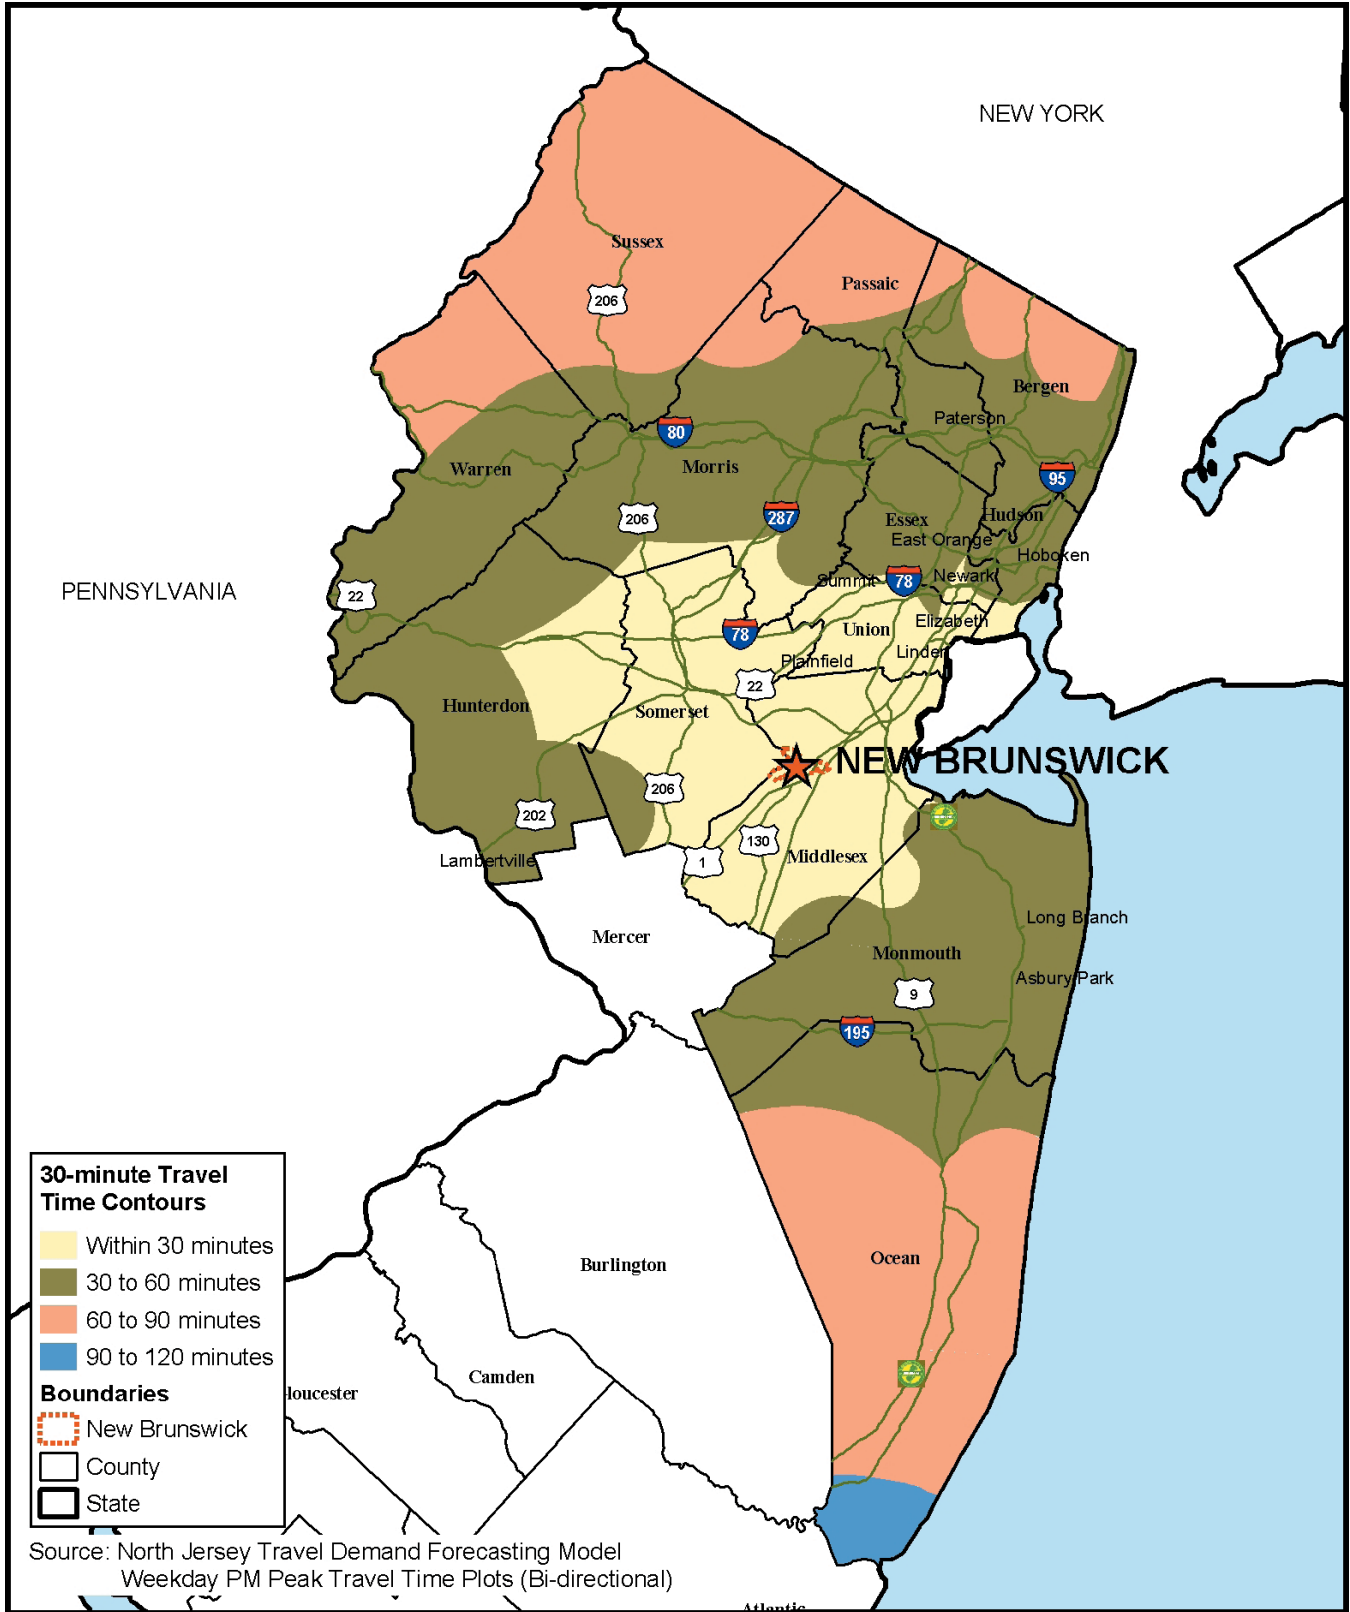 NEW YORK
Sussex
Passaic
206
Bergen
Paterson
80
Warren
Morris
95
206
287
Essex
Hudson
East Orange
Hoboken
PENNSYLVANIA
22
Summit
78
Newark
Elizabeth
78
Union
Plainfield
Linden
22
Hunterdon
Somerset
NEW BRUNSWICK
206
202
130
1
Middlesex
Lambertville
Long Branch
Mercer
Monmouth
Asbury Park
9
195
30-minute Travel
Time Contours
Within 30 minutes
30 to 60 minutes
60 to 90 minutes
90 to 120 minutes
Boundaries
New Brunswick
County
State
Burlington
Ocean
Camden
loucester
Source: North Jersey Travel Demand Forecasting Model
Weekday PM Peak Travel Time Plots (Bi-directional)
Atlantic